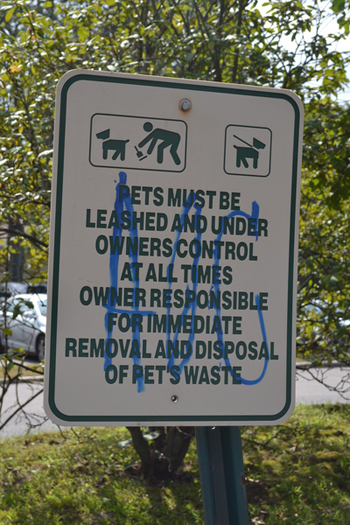 PETS MUST BE
LEASHED AND UNDER
OWNERS CONTROL
AT ALL TIMES
OWNER RESPONSIBLE
FOR IMMEDIATE
REMOVAL AND DISPOSAL
OF PET'S WASTE